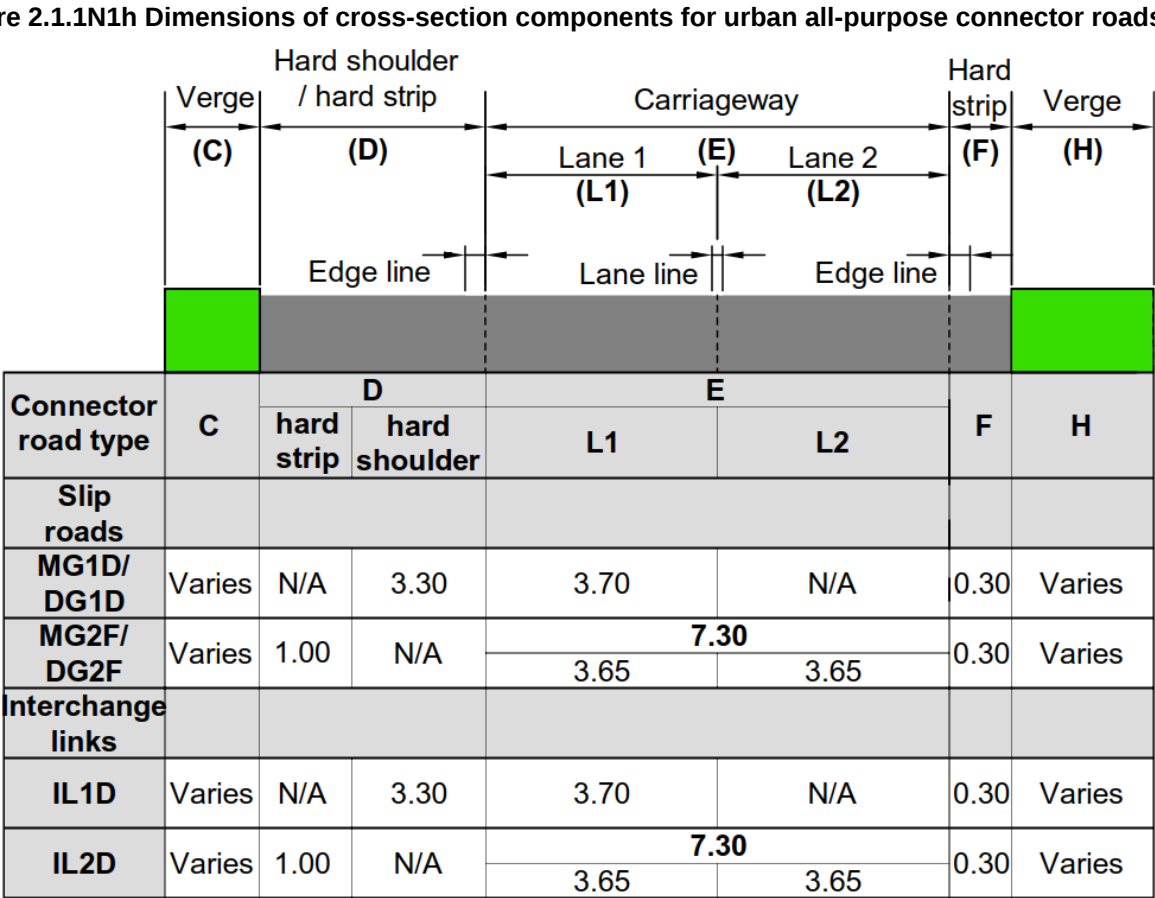 re 2.1.1N1h Dimensions of cross-section components for urban all-purpose connector roads
Hard shoulder
/ hard strip
Verge
Carriageway
Hard
strip
Verge
(C)
(D)
(E)
(F)
(H)
Lane 1
(L1)
Lane 2
(L2)
Edge line
Lane line
Edge line
Connector
road type
C
D
hard
strip
hard
shoulder
E
L1
L2
F
H
Slip
roads
MG1D/
DG1D
Varies
N/A
3.30
3.70
N/A
0.30
Varies
MG2F/
DG2F
Varies
1.00
N/A
7.30
3.65
3.65
0.30
Varies
Interchange
links
IL1D
Varies
N/A
3.30
3.70
N/A
0.30
Varies
IL2D
Varies
1.00
N/A
7.30
3.65
3.65
0.30
Varies